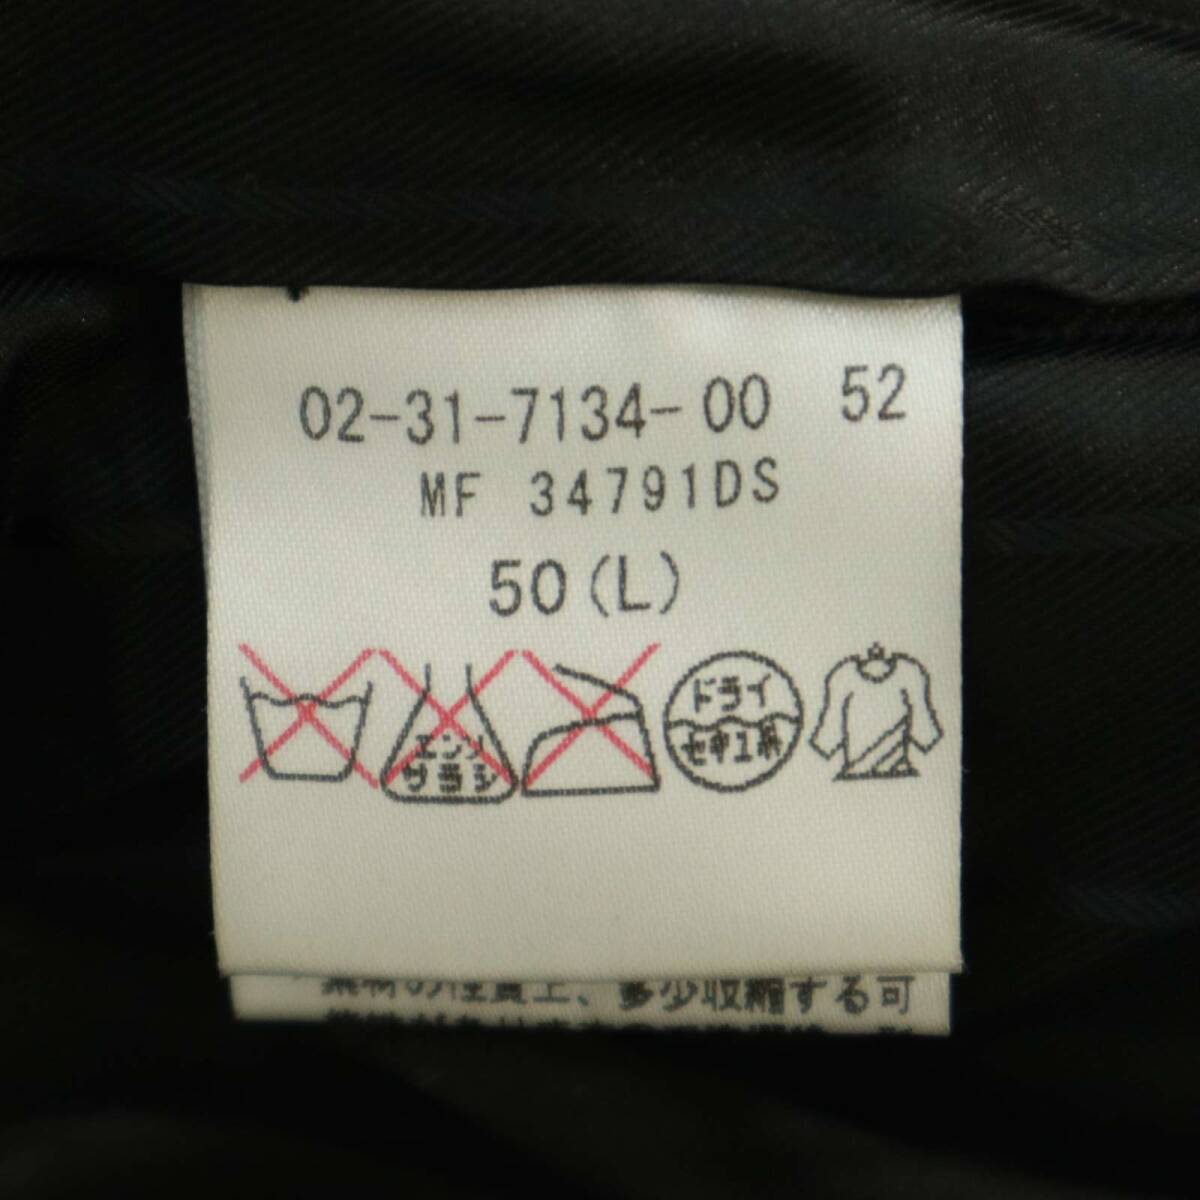 02-31-7134-00 52
MF 34791DS
50(L)
エンソ
サラシ
ドライ
セキユ系
素材の性質上、多少収縮する可